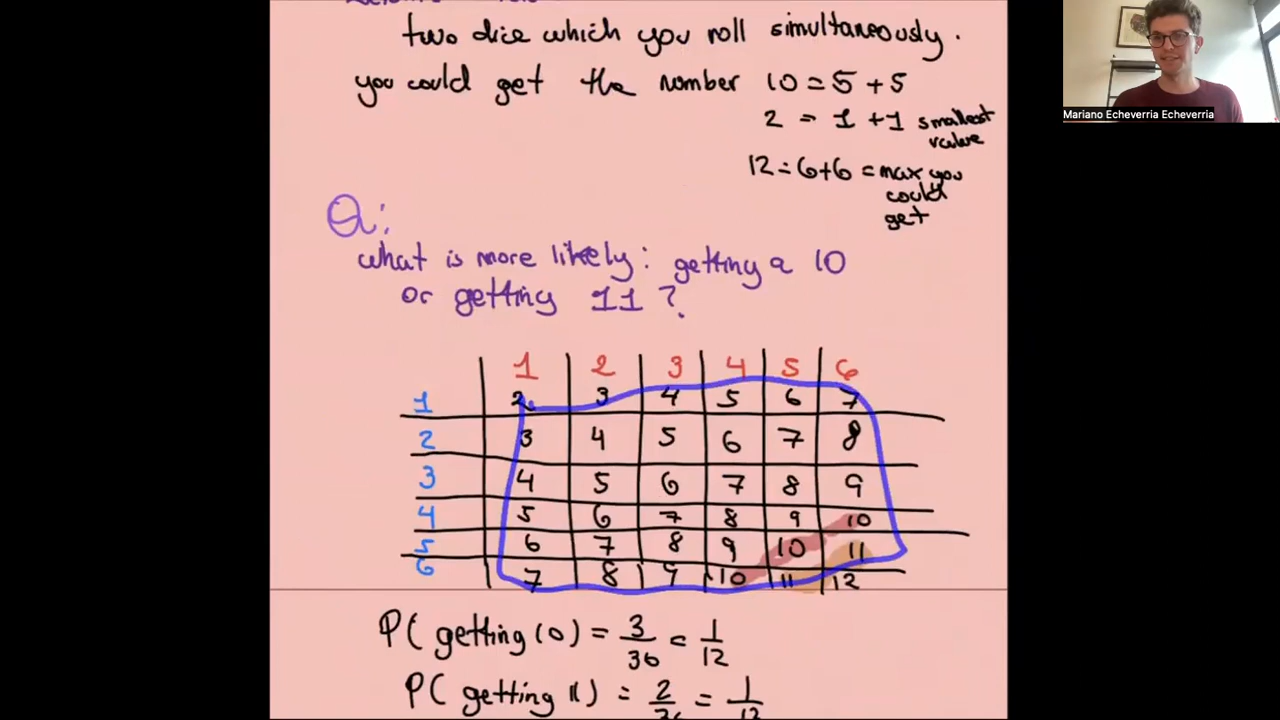 two dice which you roll simultaneously.
you could get the number 10 = 5 + 5
2 = 1 + 1 smallest
value
12 = 6+6 = max you
could
get
Mariano Echeverria Echeverria
Q:
what is more likely: getting a 10
or getting 11?
1 2 3 4 5 6
1 2 3 4 5 6 7
2 3 4 5 6 7 8
3 4 5 6 7 8 9
4 5 6 7 8 9 10
5 6 7 8 9 10 11
6 7 8 9 10 11 12
P( getting 10) = 3/36 = 1/12
P( getting 11) = 2/ = 1/